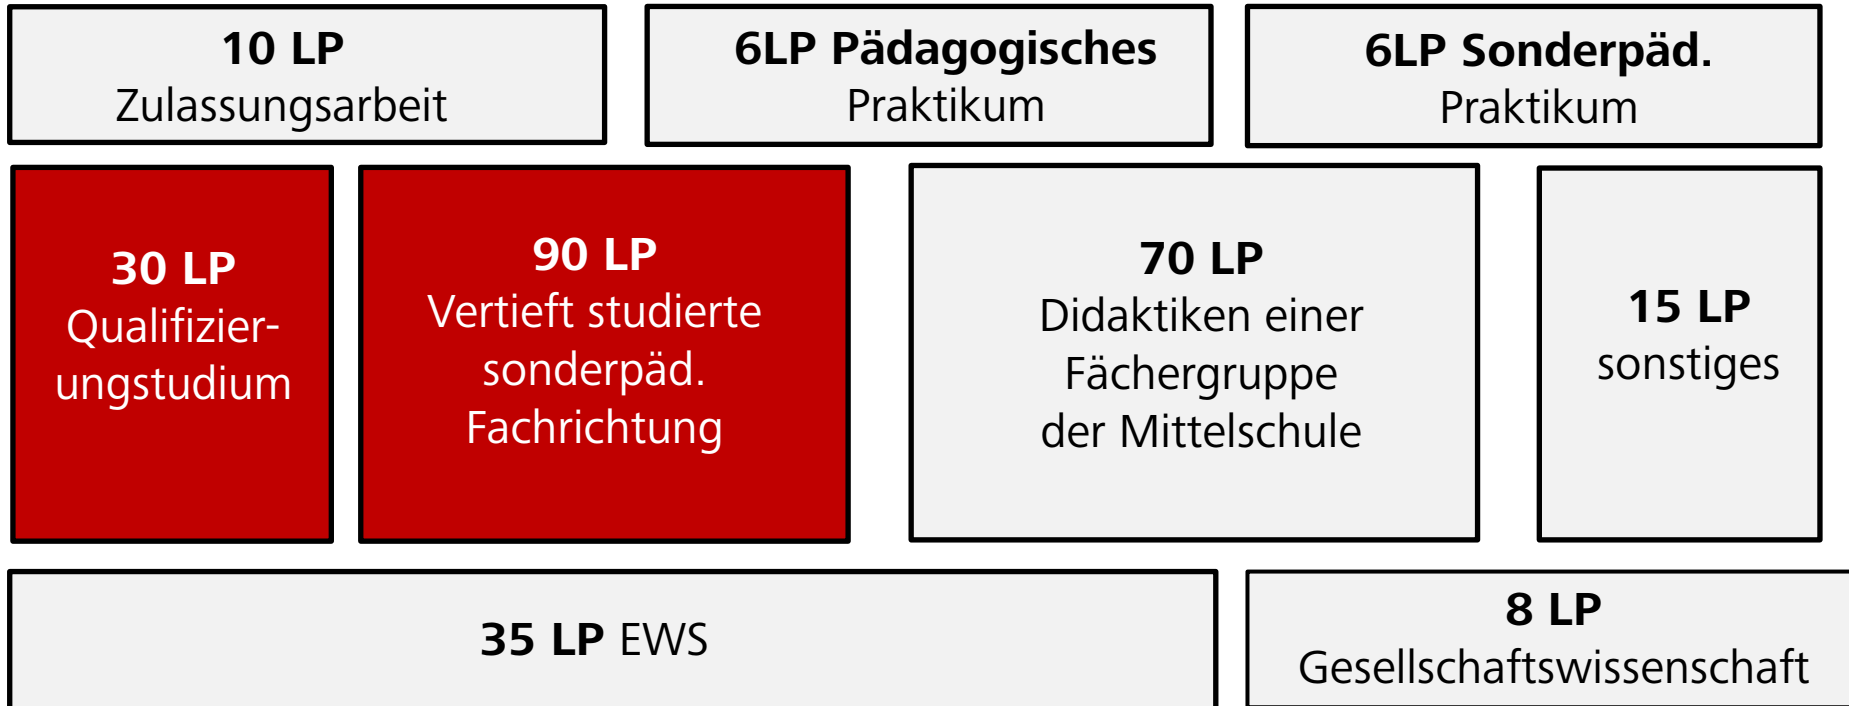 10 LP
Zulassungsarbeit
6LP Pädagogisches
Praktikum
6LP Sonderpäd.
Praktikum
30 LP
Qualifizier-
ungstudium
90 LP
Vertieft studierte
sonderpäd.
Fachrichtung
70 LP
Didaktiken einer
Fächergruppe
der Mittelschule
15 LP
sonstiges
35 LP EWS
8 LP
Gesellschaftswissenschaft